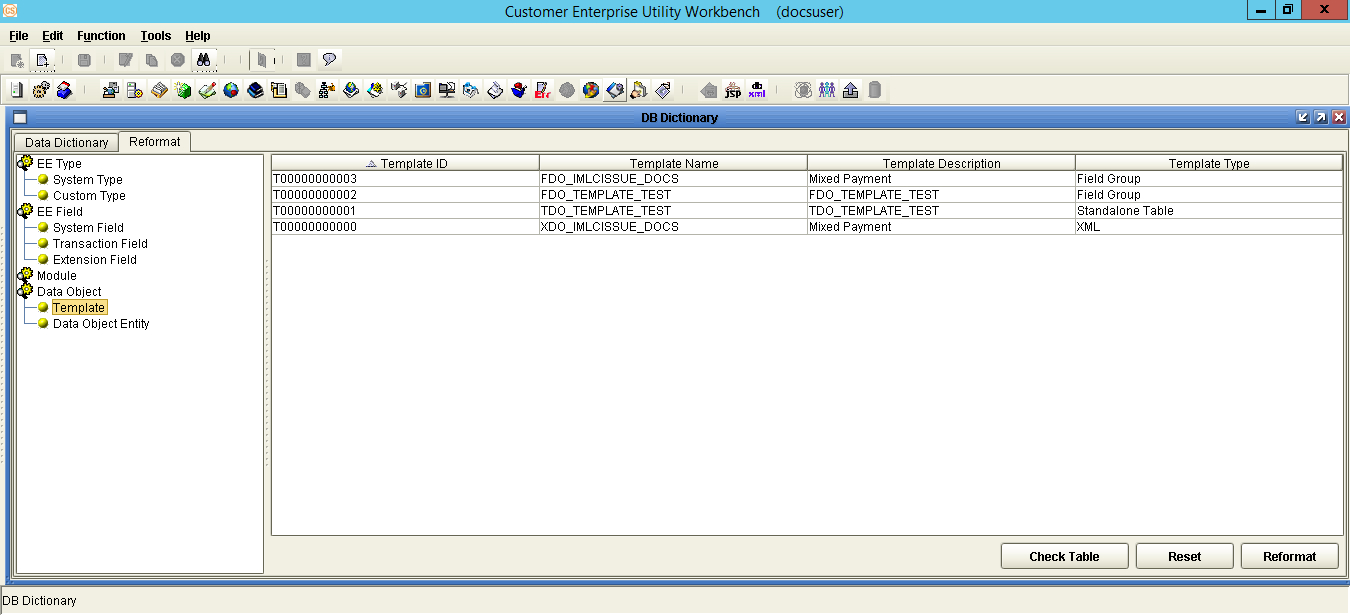 Customer Enterprise Utility Workbench (docsuser)
File Edit Function Tools Help
DB Dictionary
Data Dictionary Reformat
EE Type
System Type
Custom Type
EE Field
System Field
Transaction Field
Extension Field
Module
Data Object
Template
Data Object Entity
Template ID Template Name Template Description Template Type
T00000000003 FDO_IMLCISSUE_DOCS Mixed Payment Field Group
T00000000002 FDO_TEMPLATE_TEST FDO_TEMPLATE_TEST Field Group
T00000000001 TDO_TEMPLATE_TEST TDO_TEMPLATE_TEST Standalone Table
T00000000000 XDO_IMLCISSUE_DOCS Mixed Payment XML
Check Table Reset Reformat
DB Dictionary